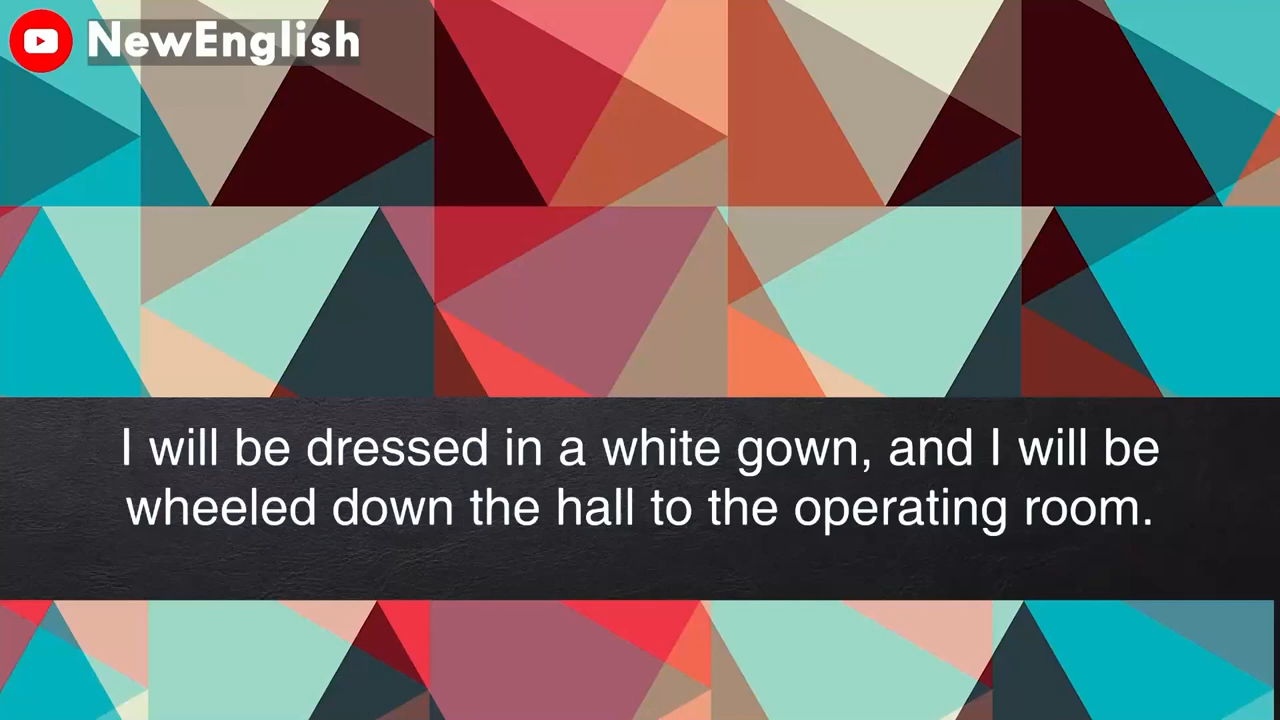 NewEnglish
I will be dressed in a white gown, and I will be
wheeled down the hall to the operating room.